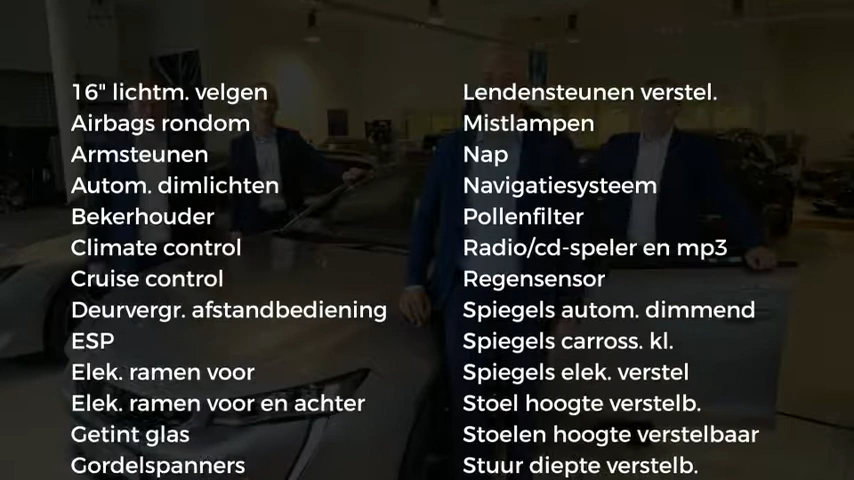 16" lichtm. velgen
Airbags rondom
Armsteunen
Autom. dimlichten
Bekerhouder
Climate control
Cruise control
Deurvergr. afstandbediening
ESP
Elek. ramen voor
Elek. ramen voor en achter
Getint glas
Gordelspanners
Lendensteunen verstel.
Mistlampen
Nap
Navigatiesysteem
Pollenfilter
Radio/cd-speler en mp3
Regensensor
Spiegels autom. dimmend
Spiegels carross. kl.
Spiegels elek. verstel
Stoel hoogte verstelb.
Stoelen hoogte verstelbaar
Stuur diepte verstelb.